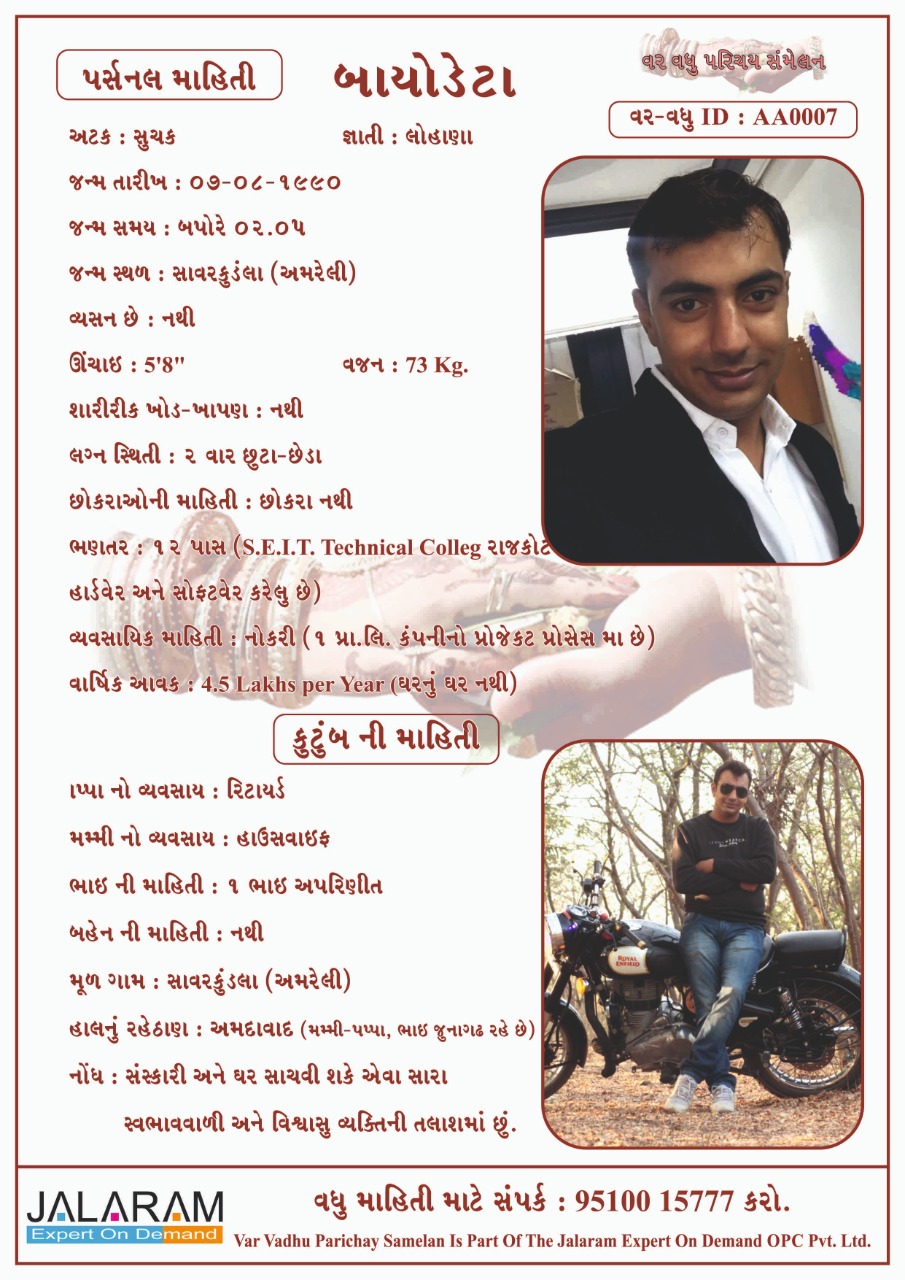 પર્સનલ માહિતી
બાયોડેટા
વર વધુ પરિચય સંમેલન
વર-વધુ ID : AA0007
અટક : સુચક
જ્ઞાતી : લોહાણા
જન્મ તારીખ : ૦૭-૦૮-૧૯૯૦
જન્મ સમય : બપોરે ૦૨.૦૫
જન્મ સ્થળ : સાવરકુડંલા (અમરેલી)
વ્યસન છે : નથી
ઊંચાઇ : 5'8"
વજન : 73 Kg.
શારીરીક ખોડ-ખાપણ : નથી
લગ્ન સ્થિતી : ૨ વાર છુટા-છેડા
છોકરાઓની માહિતી : છોકરા નથી
ભણતર : ૧૨ પાસ (S.E.I.T. Technical Colleg રાજકોટ
હાર્ડવેર અને સોફટવેર કરેલુ છે)
વ્યવસાયિક માહિતી : નોકરી (૧ પ્રા.લિ. કંપનીનો પ્રોજેકટ પ્રોસેસ મા છે)
વાર્ષિક આવક : 4.5 Lakhs per Year (ઘરનું ઘર નથી)
કુટુંબ ની માહિતી
ાપ્પા નો વ્યવસાય : રિટાયર્ડ
મમ્મી નો વ્યવસાય : હાઉસવાઇફ
ભાઇ ની માહિતી : ૧ ભાઇ અપરિણીત
બહેન ની માહિતી : નથી
મૂળ ગામ : સાવરકુંડલા (અમરેલી)
હાલનું રહેઠાણ : અમદાવાદ (મમ્મી-પપ્પા, ભાઇ જુનાગઢ રહે છે)
નોંધ : સંસ્કારી અને ઘર સાચવી શકે એવા સારા
સ્વભાવવાળી અને વિશ્વાસુ વ્યક્તિની તલાશમાં છું.
ROYAL
ENFIELD
JALARAM
Expert On Demand
વધુ માહિતી માટે સંપર્ક : 95100 15777 કરો.
Var Vadhu Parichay Samelan Is Part Of The Jalaram Expert On Demand OPC Pvt. Ltd.